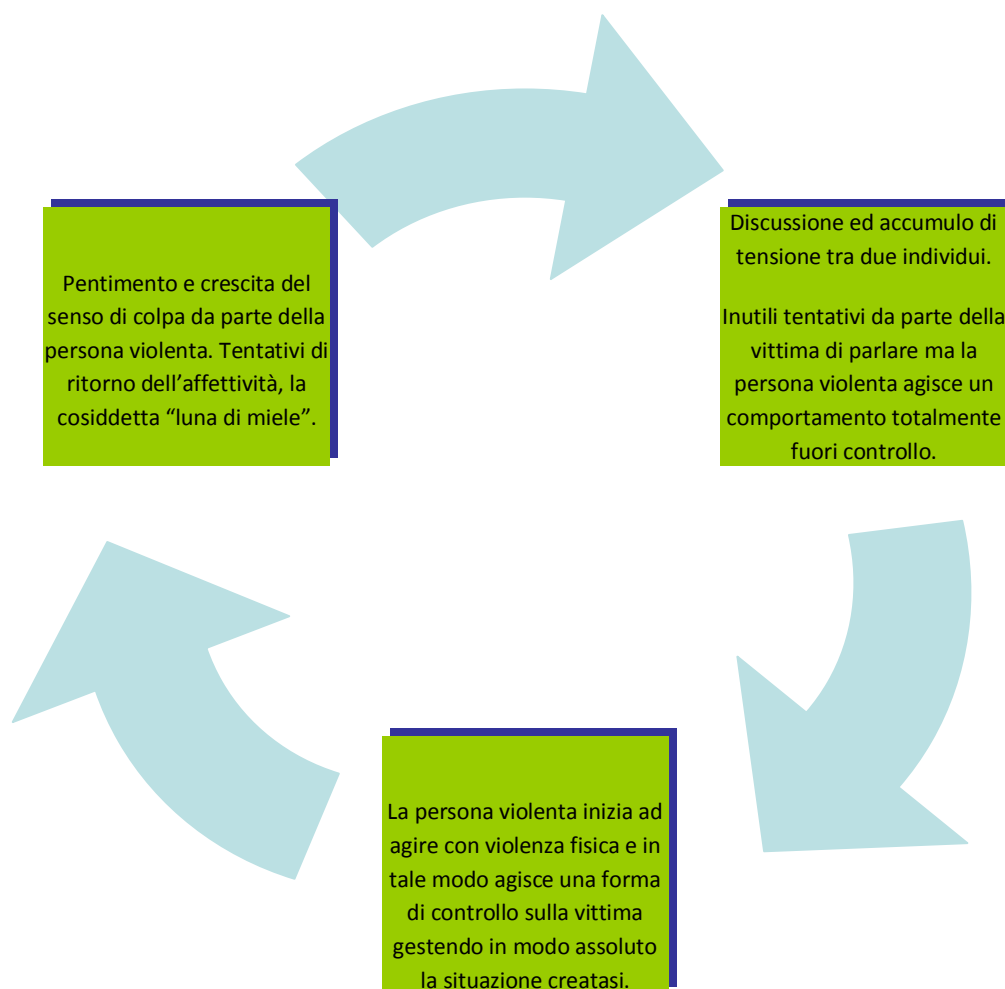 Pentimento e crescita del
senso di colpa da parte della
persona violenta. Tentativi di
ritorno dell’affettività, la
cosiddetta “luna di miele”.
Discussione ed accumulo di
tensione tra due individui.
Inutili tentativi da parte della
vittima di parlare ma la
persona violenta agisce un
comportamento totalmente
fuori controllo.
La persona violenta inizia ad
agire con violenza fisica e in
tale modo agisce una forma
di controllo sulla vittima
gestendo in modo assoluto
la situazione creatasi.